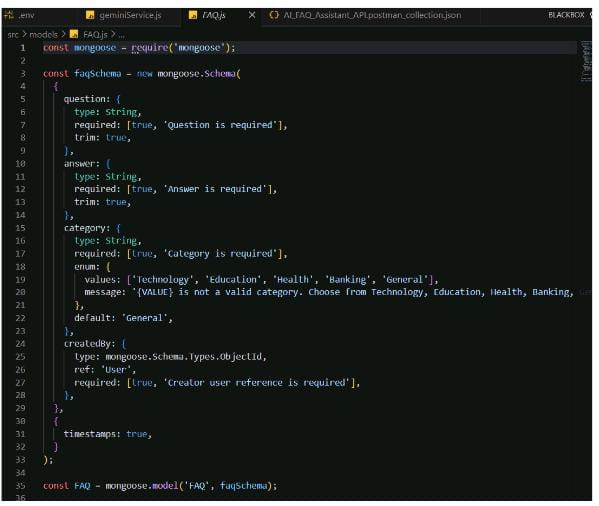 .env geminiService.js FAQ.js × {} AI_FAQ_Assistant_API.postman_collection.json BLACKBOX
src > models > FAQ.js > ...
1 const mongoose = require('mongoose');
2
3 const faqSchema = new mongoose.Schema(
4 {
5 question: {
6 type: String,
7 required: [true, 'Question is required'],
8 trim: true,
9 },
10 answer: {
11 type: String,
12 required: [true, 'Answer is required'],
13 trim: true,
14 },
15 category: {
16 type: String,
17 required: [true, 'Category is required'],
18 enum: {
19 values: ['Technology', 'Education', 'Health', 'Banking', 'General'],
20 message: '{VALUE} is not a valid category. Choose from Technology, Education, Health, Banking,
21 },
22 default: 'General',
23 },
24 createdBy: {
25 type: mongoose.Schema.Types.ObjectId,
26 ref: 'User',
27 required: [true, 'Creator user reference is required'],
28 },
29 },
30 {
31 timestamps: true,
32 }
33 );
34
35 const FAQ = mongoose.model('FAQ', faqSchema);
36